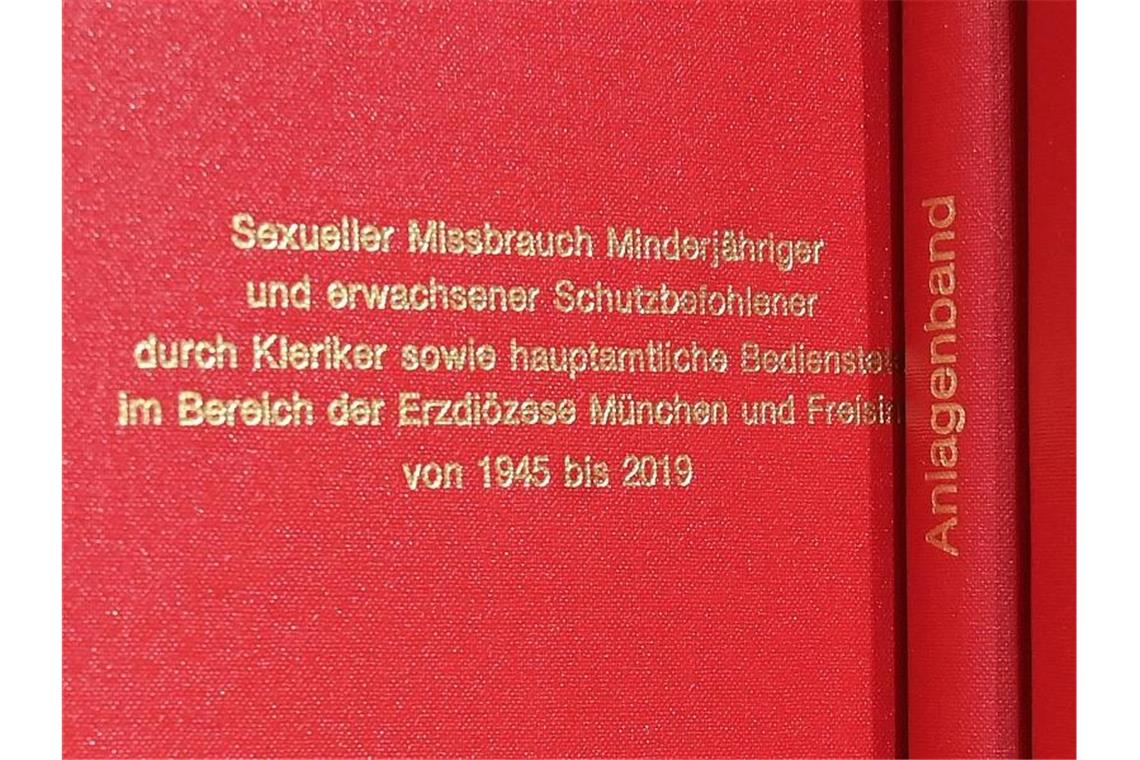 Sexueller Missbrauch Minderjähriger
und erwachsener Schutzbefohlener
durch Kleriker sowie hauptamtliche
im Bereich der Erzdiözese München und
von 1945 bis 2019
Anlagenband